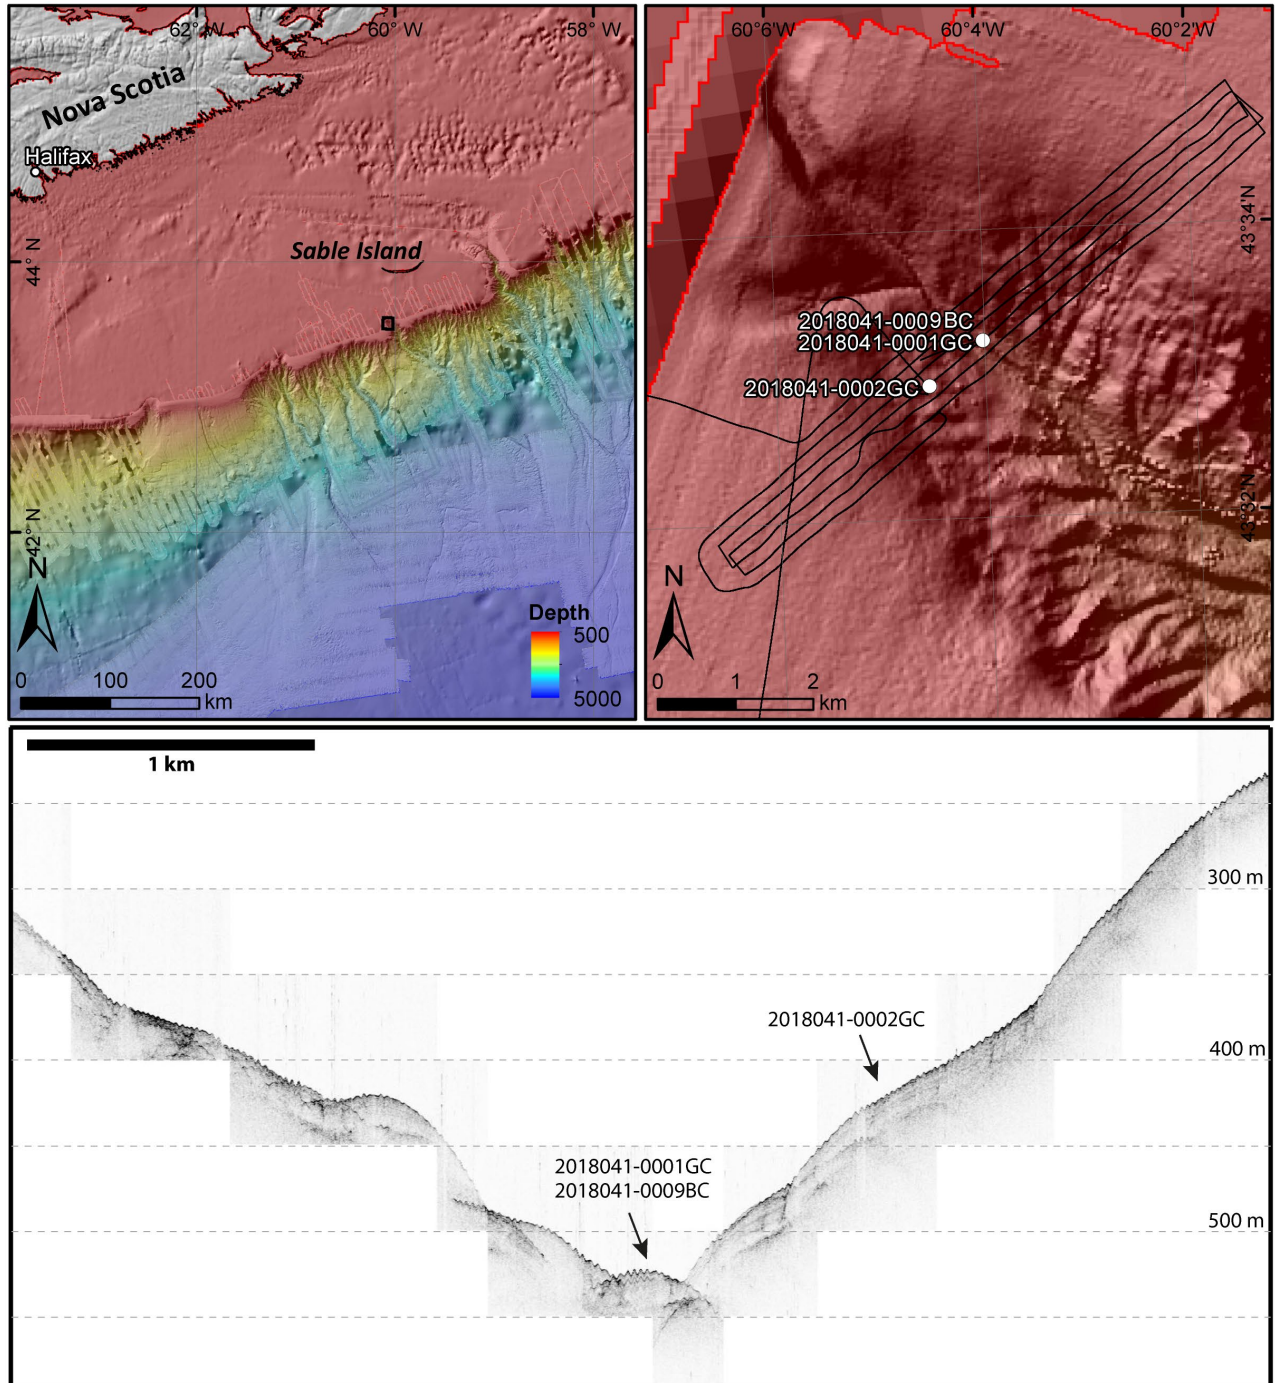 62° W
60° W
58° W
Nova Scotia
Halifax
44° N
Sable Island
42° N
N
Depth
500
5000
0 100 200
km
60°6'W
60°4'W
60°2'W
43°34'N
2018041-0009BC
2018041-0001GC
2018041-0002GC
43°32'N
N
0 1 2
km
1 km
300 m
2018041-0002GC
400 m
2018041-0001GC
2018041-0009BC
500 m